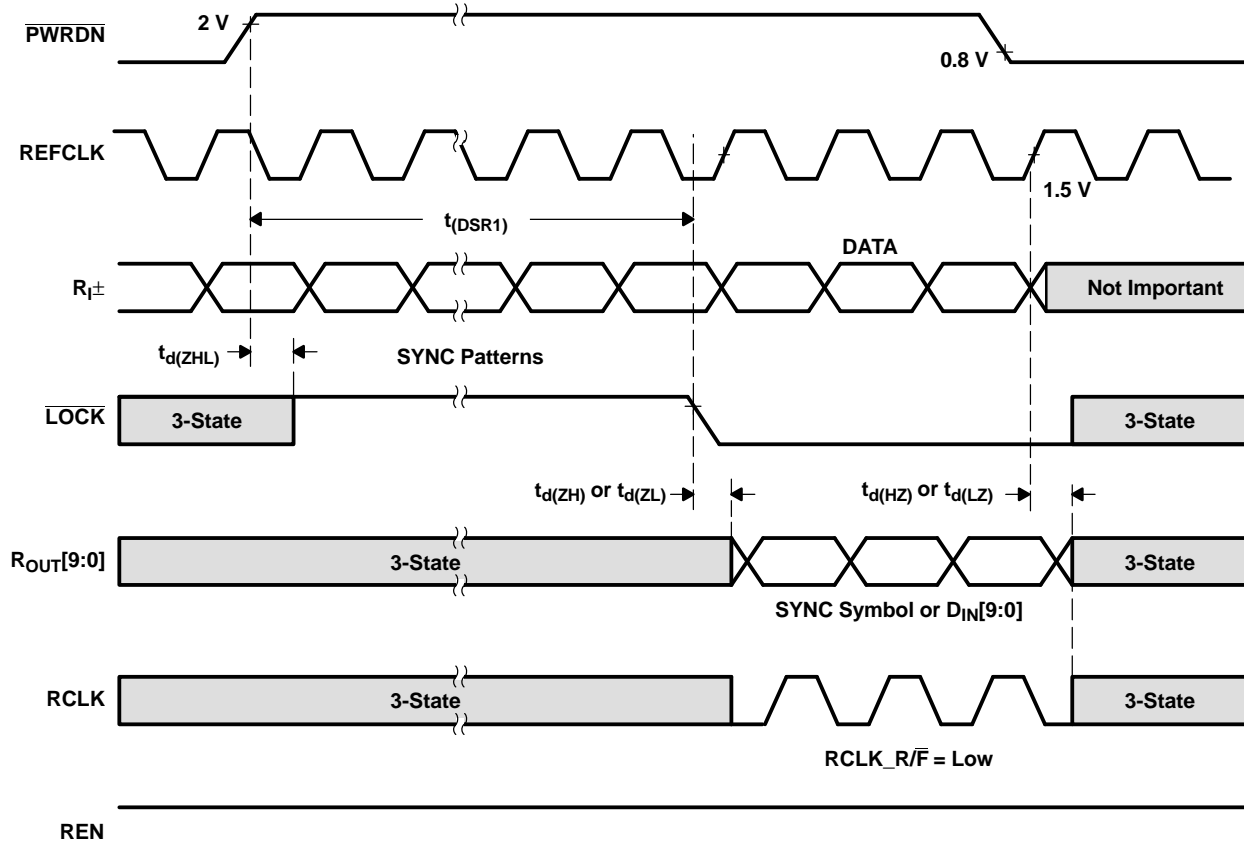 PWRDN
2 V
0.8 V
REFCLK
1.5 V
t(DSR1)
DATA
RI±
Not Important
td(ZHL)
SYNC Patterns
LOCK
3-State
3-State
td(ZH) or td(ZL)
td(HZ) or td(LZ)
ROUT[9:0]
3-State
3-State
SYNC Symbol or DIN[9:0]
RCLK
3-State
3-State
RCLK_R/F̅ = Low
REN